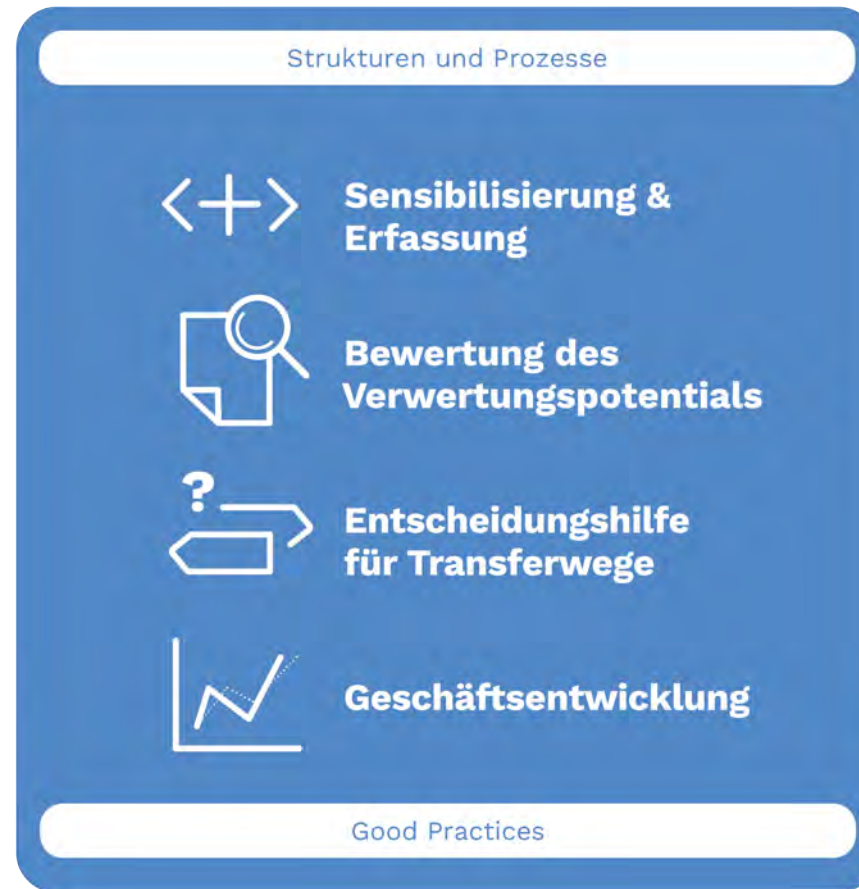 Strukturen und Prozesse
Sensibilisierung &
Erfassung
Bewertung des
Verwertungspotentials
?
Entscheidungshilfe
für Transferwege
Geschäftsentwicklung
Good Practices